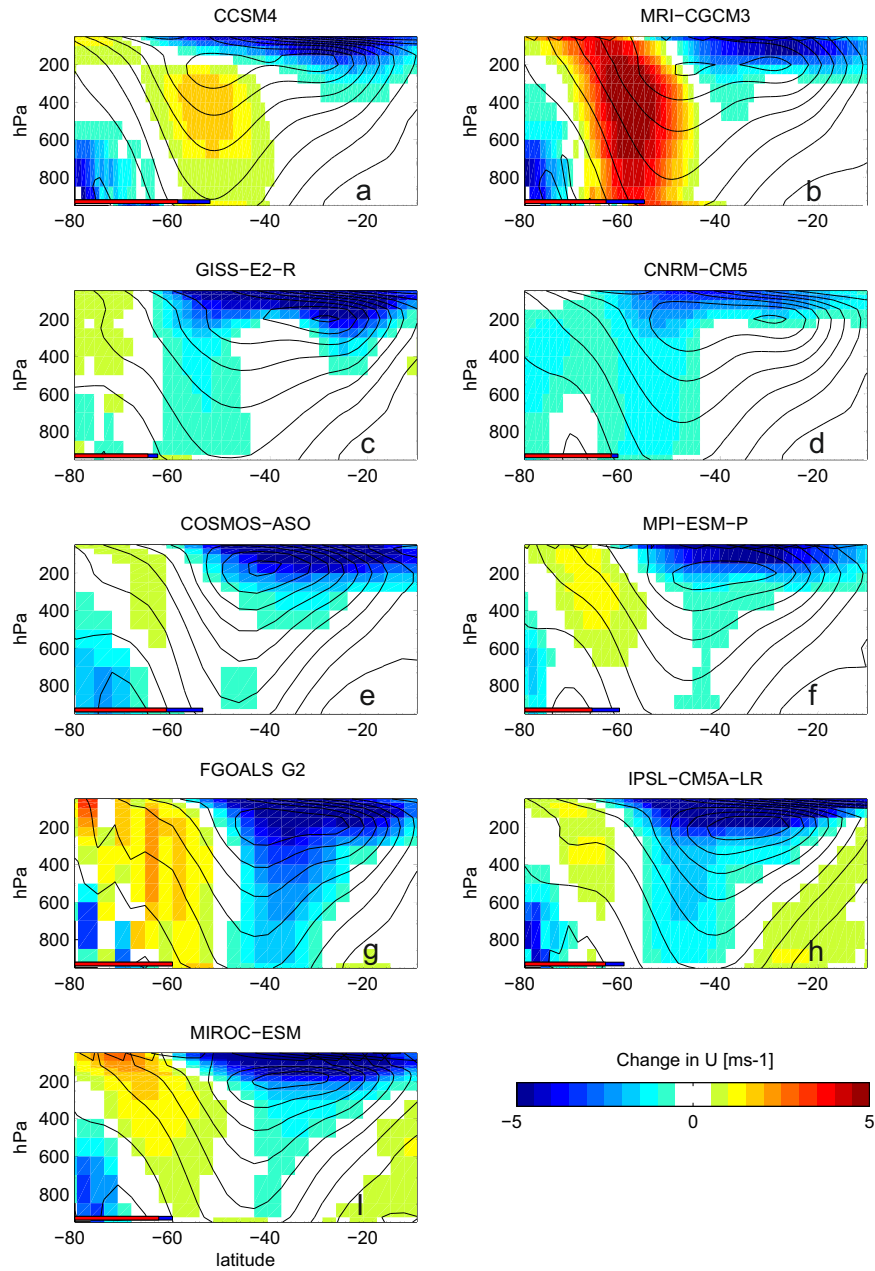 CCSM4
MRI−CGCM3
hPa
200
400
600
800
a
−80
−60
−40
−20
hPa
200
400
600
800
b
−80
−60
−40
−20
GISS−E2−R
CNRM−CM5
hPa
200
400
600
800
c
−80
−60
−40
−20
hPa
200
400
600
800
d
−80
−60
−40
−20
COSMOS−ASO
MPI−ESM−P
hPa
200
400
600
800
e
−80
−60
−40
−20
hPa
200
400
600
800
f
−80
−60
−40
−20
FGOALS G2
IPSL−CM5A−LR
hPa
200
400
600
800
g
−80
−60
−40
−20
hPa
200
400
600
800
h
−80
−60
−40
−20
MIROC−ESM
hPa
200
400
600
800
I
−80
−60
−40
−20
latitude
Change in U [ms-1]
−5
0
5